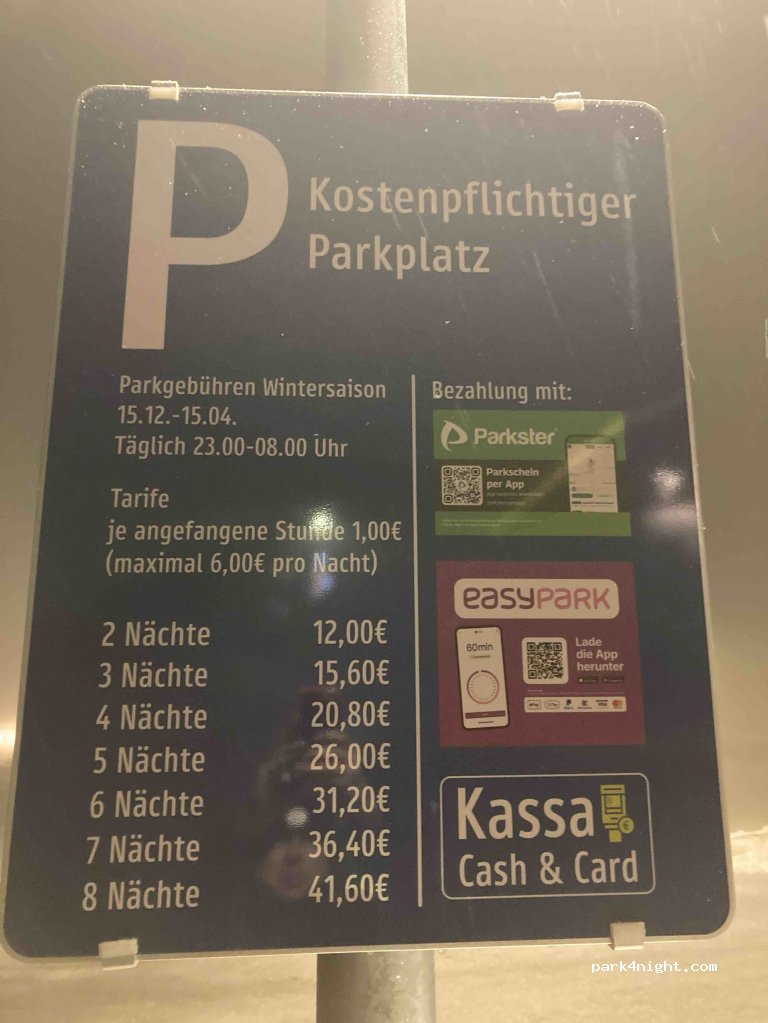 P
Kostenpflichtiger
Parkplatz
Parkgebühren Wintersaison
15.12.-15.04.
Täglich 23.00-08.00 Uhr
Tarife
je angefangene Stunde 1,00€
(maximal 6,00€ pro Nacht)
2 Nächte 12,00€
3 Nächte 15,60€
4 Nächte 20,80€
5 Nächte 26,00€
6 Nächte 31,20€
7 Nächte 36,40€
8 Nächte 41,60€
Bezahlung mit:
Parkster
Parkschein
per App
easyPARK
60min
Lade
die App
herunter
Kassa
Cash & Card
park4night.com